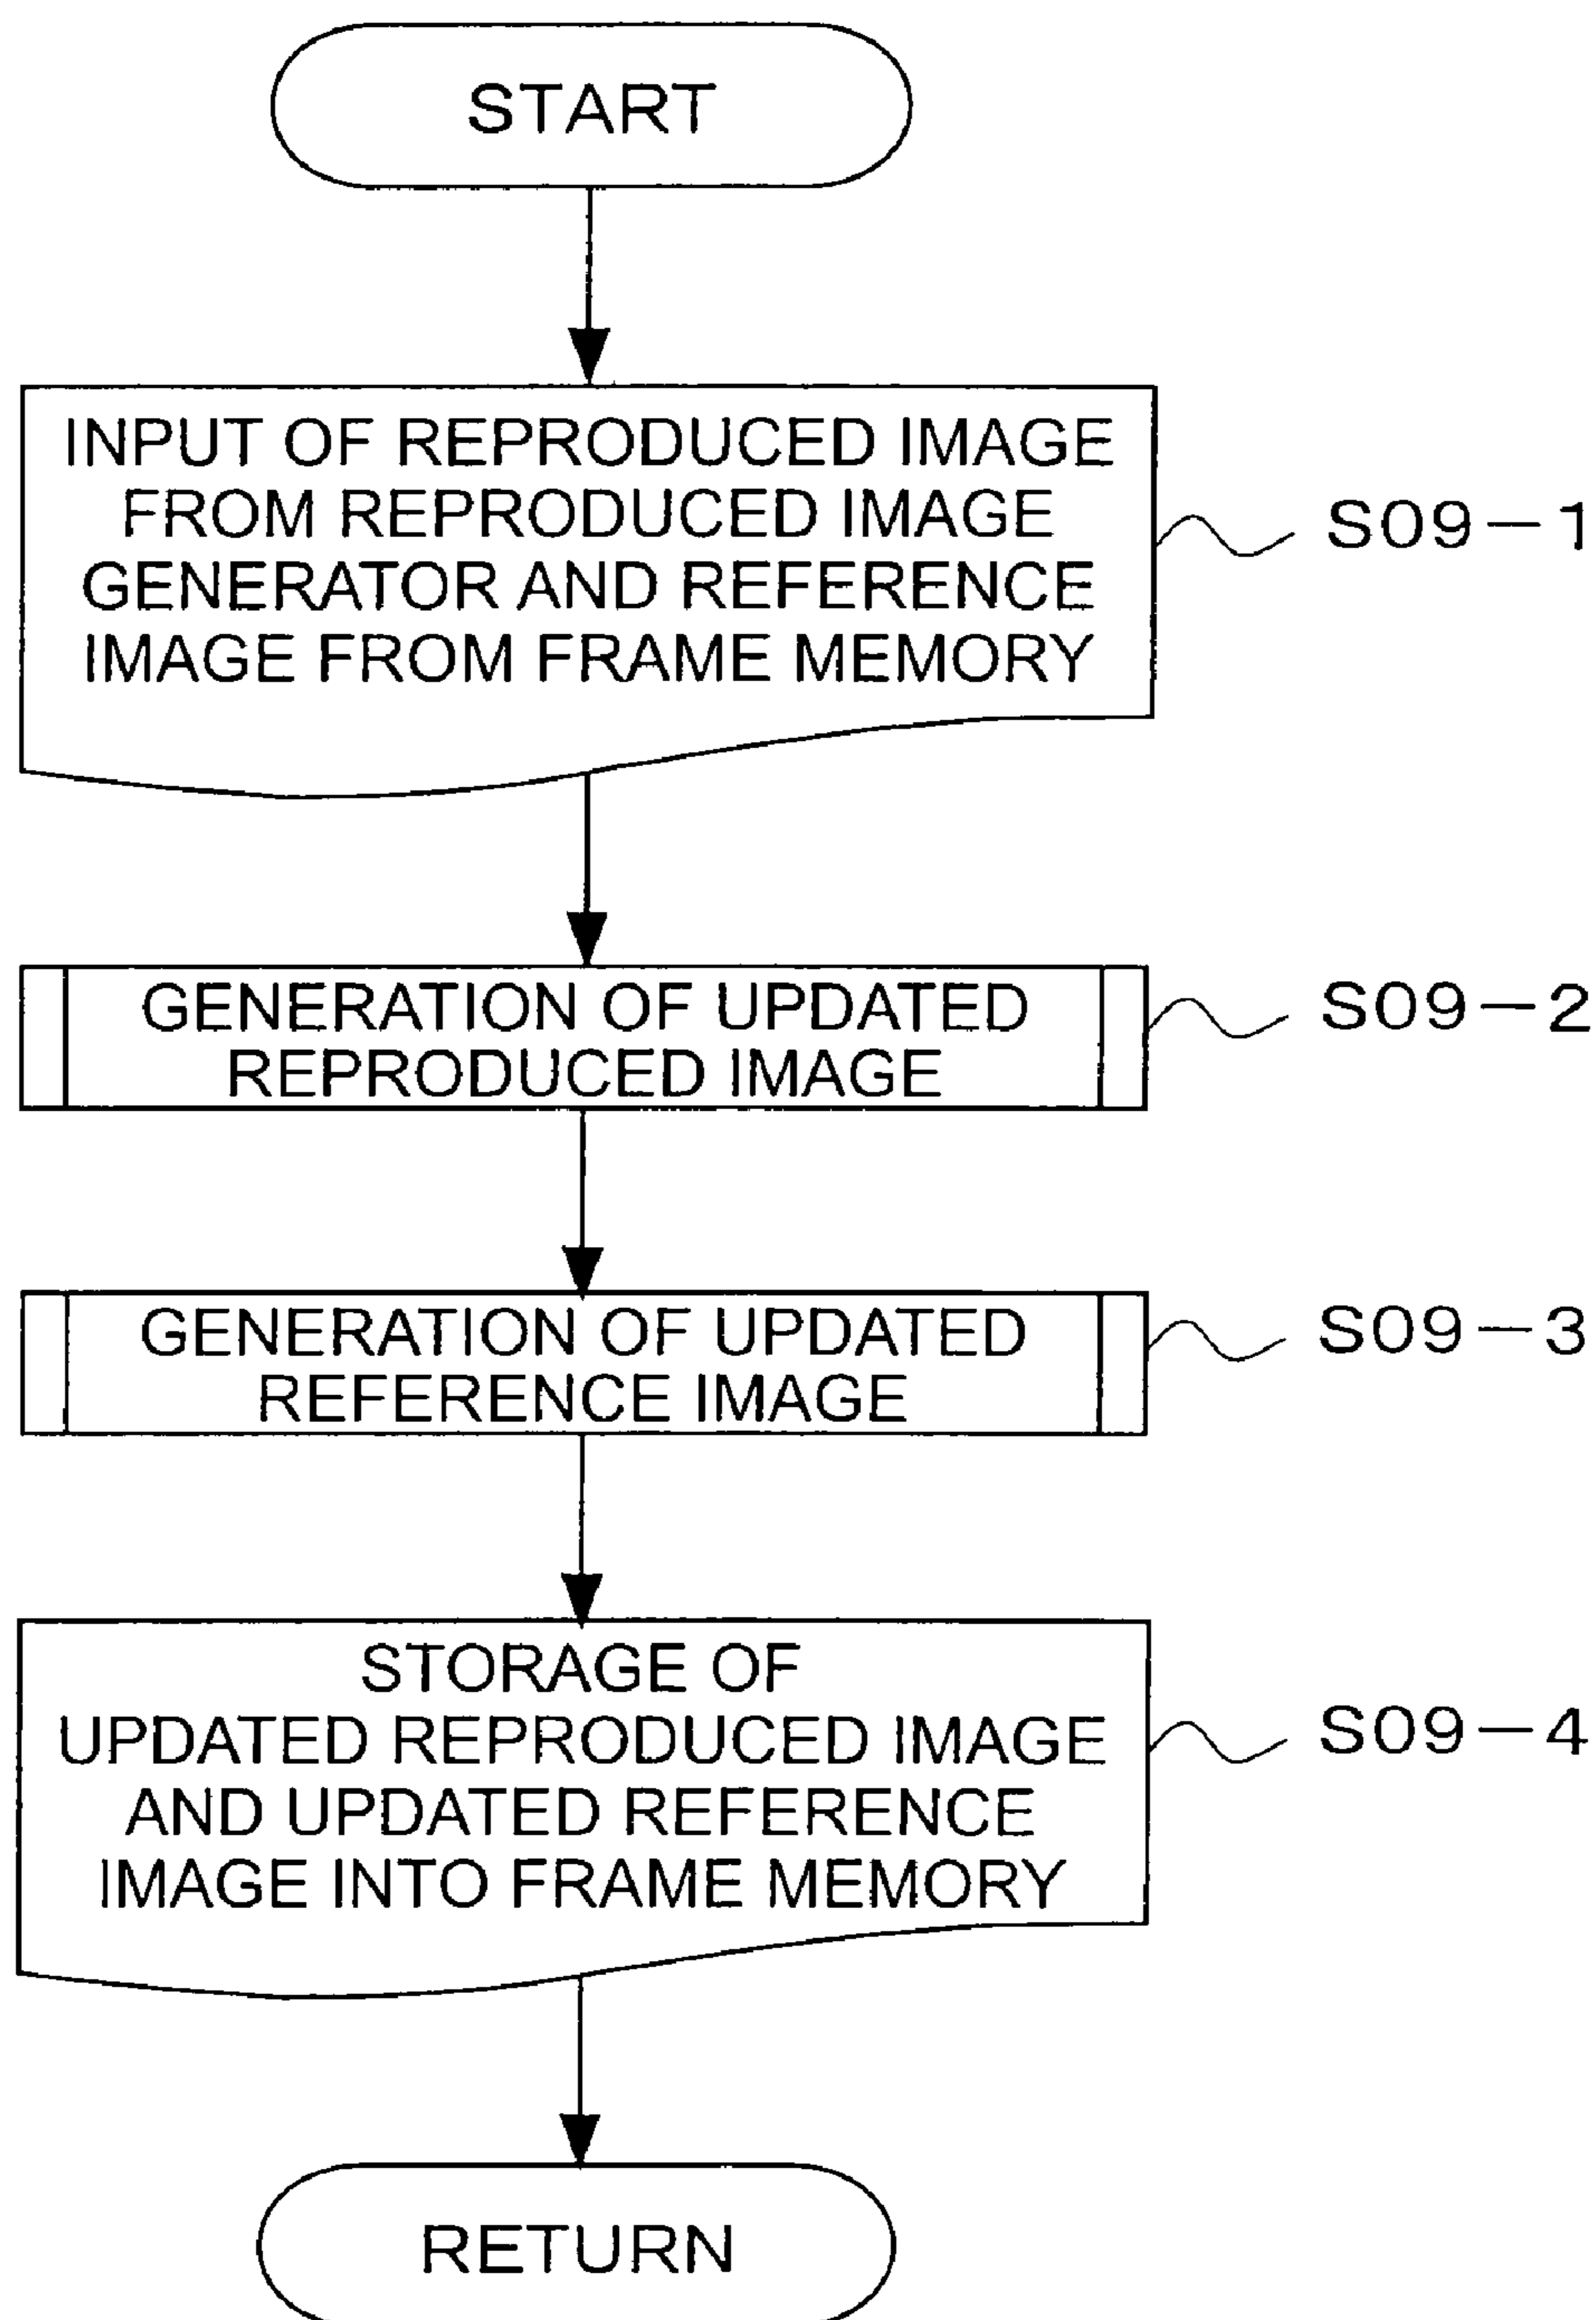 START
INPUT OF REPRODUCED IMAGE
FROM REPRODUCED IMAGE
GENERATOR AND REFERENCE
IMAGE FROM FRAME MEMORY
S09-1
GENERATION OF UPDATED
REPRODUCED IMAGE
S09-2
GENERATION OF UPDATED
REFERENCE IMAGE
S09-3
STORAGE OF
UPDATED REPRODUCED IMAGE
AND UPDATED REFERENCE
IMAGE INTO FRAME MEMORY
S09-4
RETURN